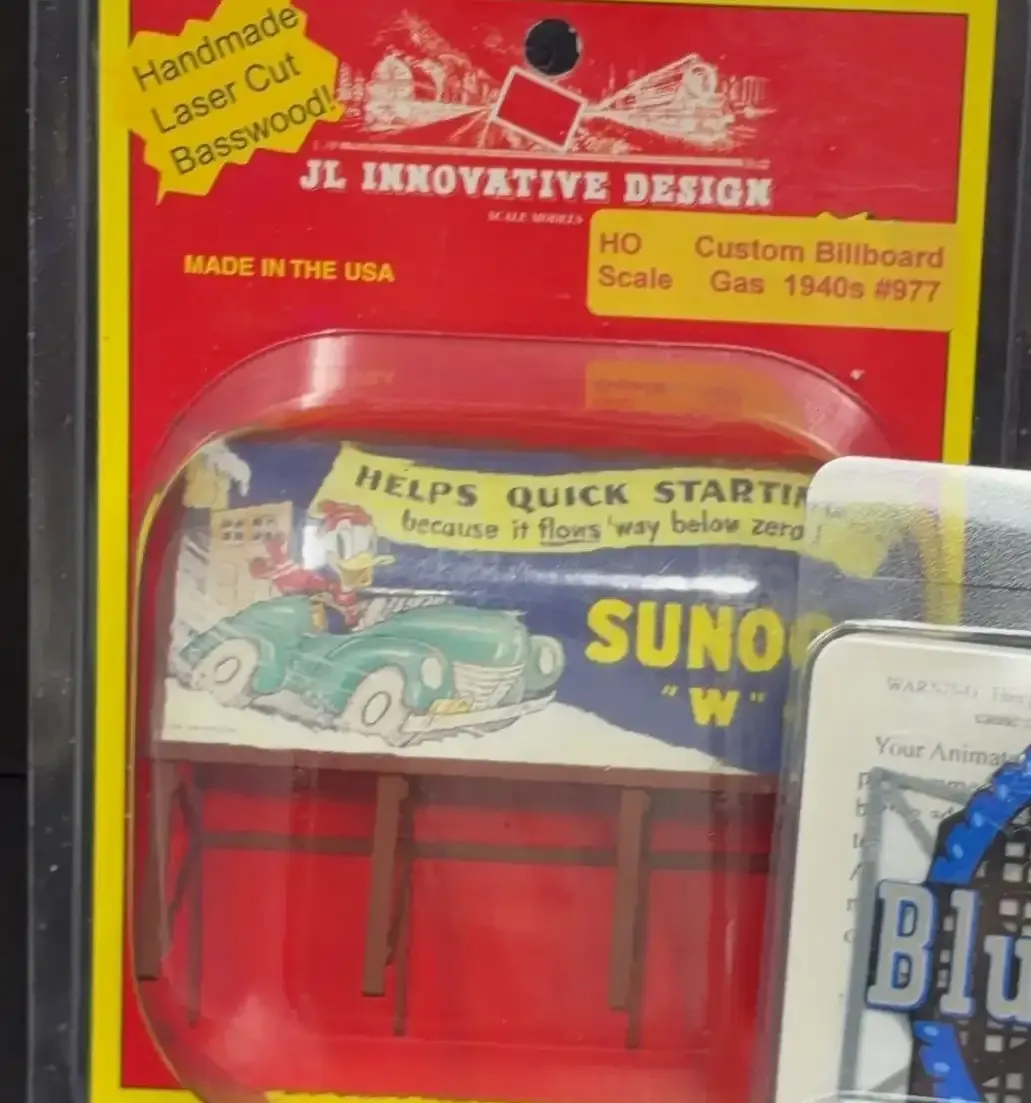 Handmade
Laser Cut
Basswood!
JL INNOVATIVE DESIGN
SCALE MODELS
MADE IN THE USA
HO Custom Billboard
Scale Gas 1940s #977
HELPS QUICK STARTIN
because it flows 'way below zero!
SUNO
"W"
Your Animat
Blu